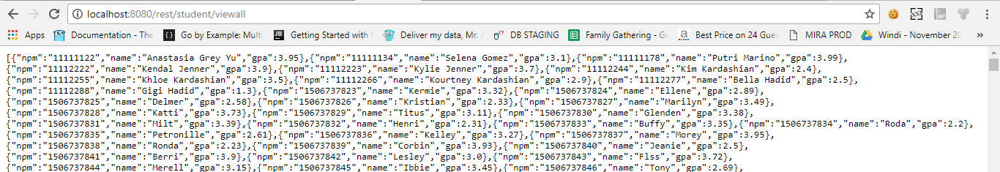 localhost:8080/rest/student/viewall
Apps Documentation - The Go by Example: Mult Getting Started with Deliver my data, Mr. J DB STAGING Family Gathering - Go Best Price on 24 Gues MIRA PROD Windi - November 20 »
[{"npm":"11111122","name":"Anastasia Grey Yu","gpa":3.95},{"npm":"11111134","name":"Selena Gomez","gpa":3.1},{"npm":"11111178","name":"Putri Marino","gpa":3.99},
{"npm":"11112222","name":"Kendal Jenner","gpa":3.9},{"npm":"11112223","name":"Kylie Jenner","gpa":3.7},{"npm":"11112244","name":"Kim Kardashian","gpa":2.4},
{"npm":"11112255","name":"Khloe Kardashian","gpa":3.5},{"npm":"11112266","name":"Kourtney Kardashian","gpa":2.9},{"npm":"11112277","name":"Bella Hadid","gpa":2.5},
{"npm":"11112288","name":"Gigi Hadid","gpa":1.3},{"npm":"1506737823","name":"Kermie","gpa":3.32},{"npm":"1506737824","name":"Ellene","gpa":2.89},
{"npm":"1506737825","name":"Delmer","gpa":2.58},{"npm":"1506737826","name":"Kristian","gpa":2.33},{"npm":"1506737827","name":"Marilyn","gpa":3.49},
{"npm":"1506737828","name":"Katti","gpa":3.73},{"npm":"1506737829","name":"Titus","gpa":3.11},{"npm":"1506737830","name":"Glenden","gpa":3.38},
{"npm":"1506737831","name":"Milt","gpa":3.39},{"npm":"1506737832","name":"Henri","gpa":2.31},{"npm":"1506737833","name":"Buffy","gpa":3.35},{"npm":"1506737834","name":"Roda","gpa":2.2},
{"npm":"1506737835","name":"Petronille","gpa":2.61},{"npm":"1506737836","name":"Kelley","gpa":3.27},{"npm":"1506737837","name":"Morey","gpa":3.95},
{"npm":"1506737838","name":"Ronda","gpa":2.23},{"npm":"1506737839","name":"Corbin","gpa":3.93},{"npm":"1506737840","name":"Jeanie","gpa":2.5},
{"npm":"1506737841","name":"Berri","gpa":3.9},{"npm":"1506737842","name":"Lesley","gpa":3.0},{"npm":"1506737843","name":"Flss","gpa":3.72},
{"npm":"1506737844","name":"Merell","gpa":3.15},{"npm":"1506737845","name":"Ibbie","gpa":3.45},{"npm":"1506737846","name":"Tony","gpa":2.69},